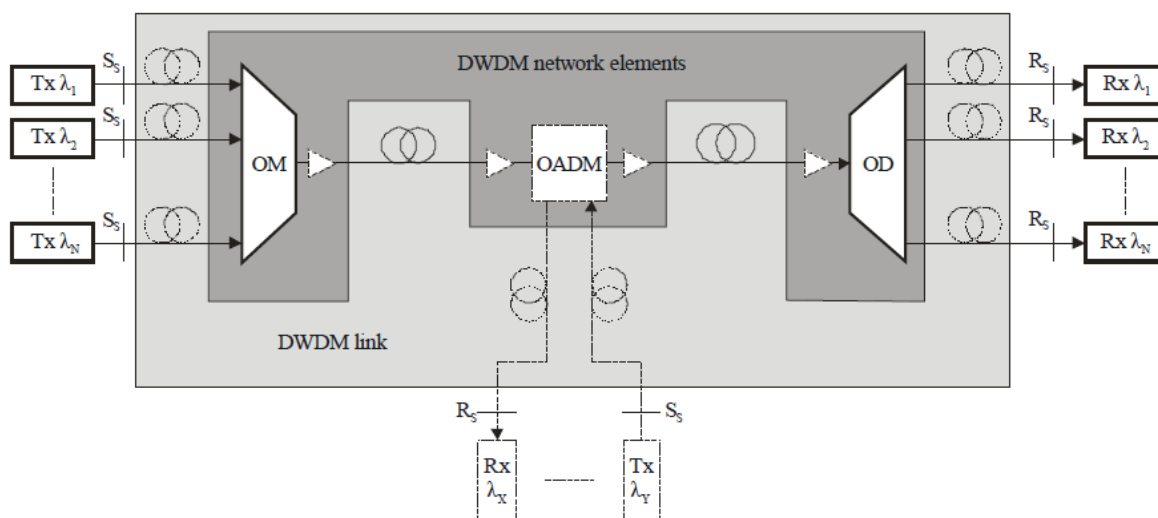 DWDM network elements
S_S
Tx λ_1
S_S
Tx λ_2
S_S
Tx λ_N
OM
OADM
OD
R_S
Rx λ_1
R_S
Rx λ_2
R_S
Rx λ_N
DWDM link
R_S
S_S
Rx
λ_X
Tx
λ_Y